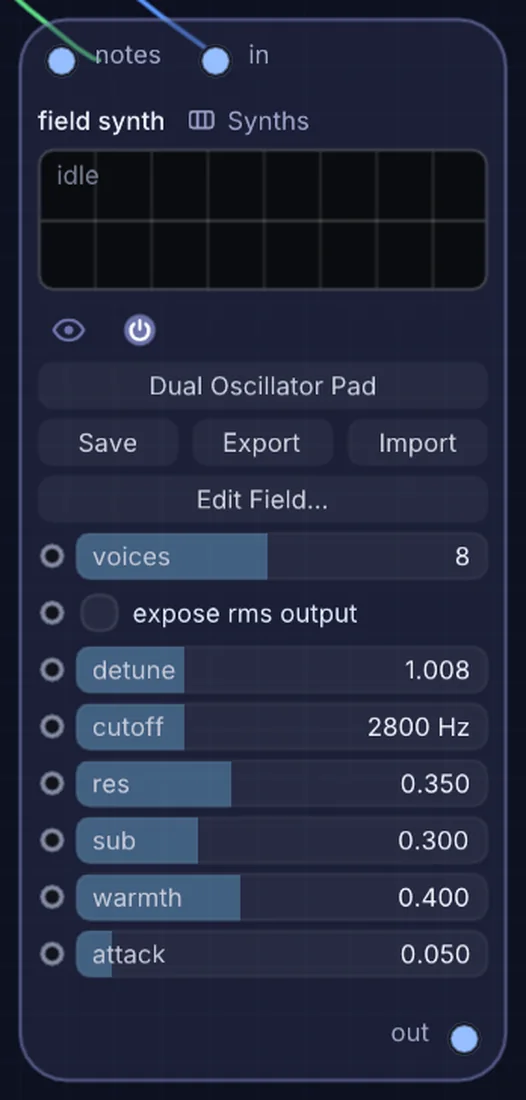 notes in
field synth Synths
idle
Dual Oscillator Pad
Save Export Import
Edit Field...
voices 8
expose rms output
detune 1.008
cutoff 2800 Hz
res 0.350
sub 0.300
warmth 0.400
attack 0.050
out